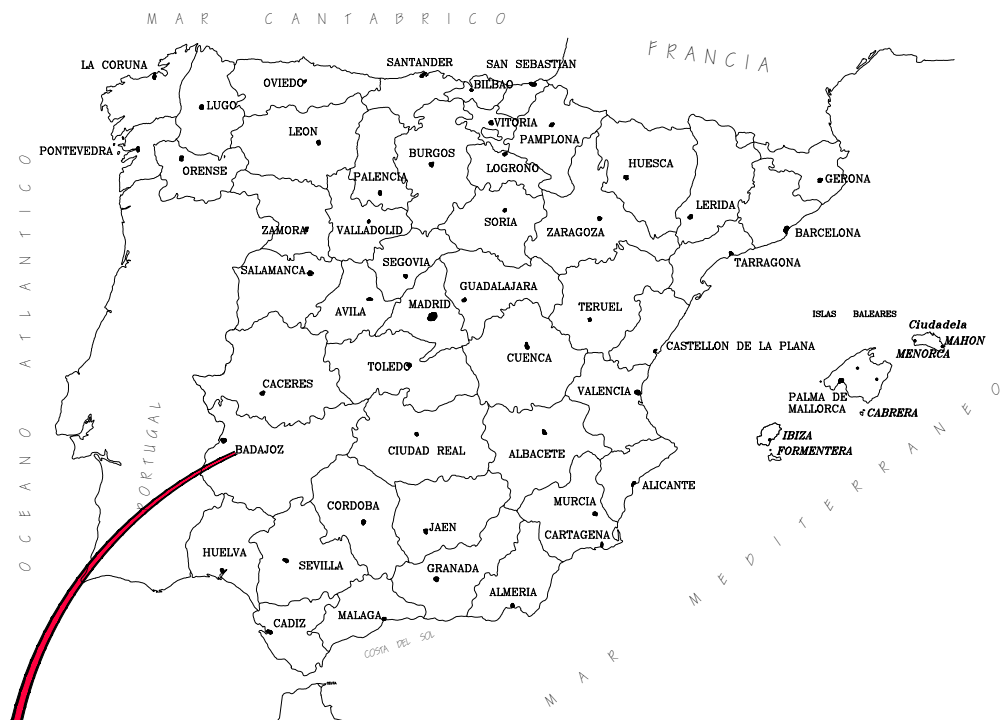 MAR CANTABRICO
FRANCIA
SANTANDER
SAN SEBASTIAN
LA CORUNA
OVIEDO
BILBAO
LUGO
VITORIA
LEON
PAMPLONA
PONTEVEDRA
BURGOS
LOGROÑO
HUESCA
ORENSE
PALENCIA
GERONA
LERIDA
ZAMORA
VALLADOLID
SORIA
ZARAGOZA
BARCELONA
OCEANO ATLANTICO
SALAMANCA
SEGOVIA
TARRAGONA
GUADALAJARA
AVILA
MADRID
TERUEL
ISLAS BALEARES
Ciudadela
MAHON
MENORCA
CASTELLON DE LA PLANA
TOLEDO
CUENCA
CACERES
VALENCIA
PALMA DE
MALLORCA
CABRERA
PORTUGAL
IBIZA
FORMENTERA
BADAJOZ
CIUDAD REAL
ALBACETE
ALICANTE
CORDOBA
MURCIA
JAEN
CARTAGENA
HUELVA
SEVILLA
GRANADA
ALMERIA
CADIZ
MALAGA
COSTA DEL SOL
MAR MEDITERRANEO